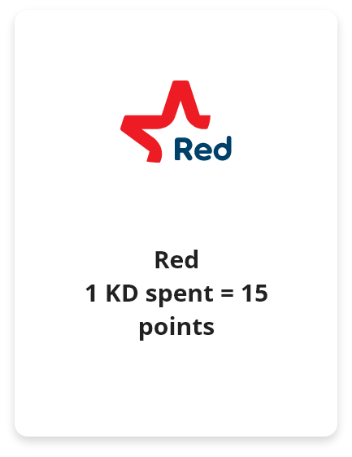 Red
Red
1 KD spent = 15
points